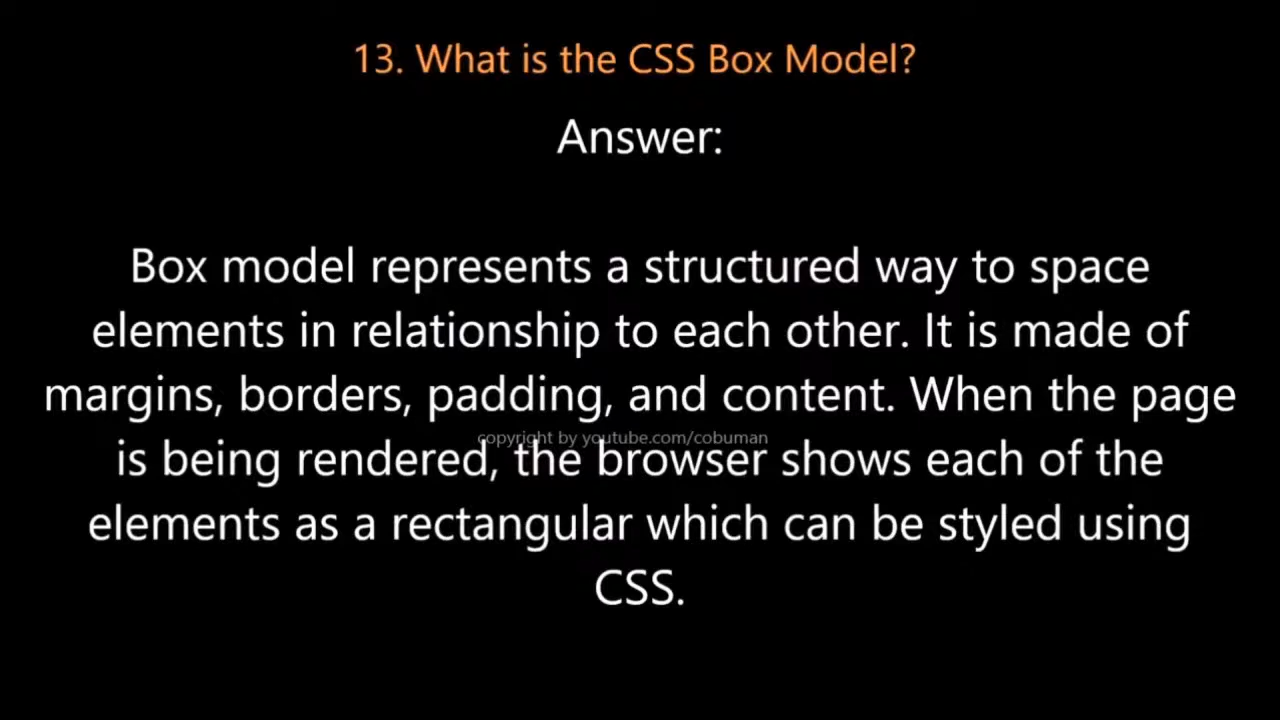 13. What is the CSS Box Model?
Answer:
Box model represents a structured way to space
elements in relationship to each other. It is made of
margins, borders, padding, and content. When the page
copyright by youtube.com/cobuman
is being rendered, the browser shows each of the
elements as a rectangular which can be styled using
CSS.